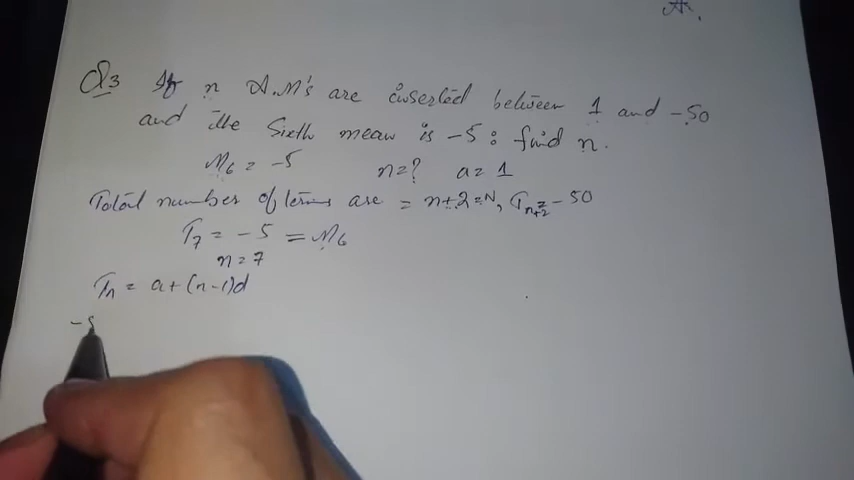 A.
Q3 If n A.M's are inserted between 1 and -50
and the Sixth mean is -5 : find n.
M6 = -5 n=? a=1
Total number of terms are = n+2=N, Tn+2=-50
T7 = -5 = M6
n=7
Tn = a+(n-1)d
-5